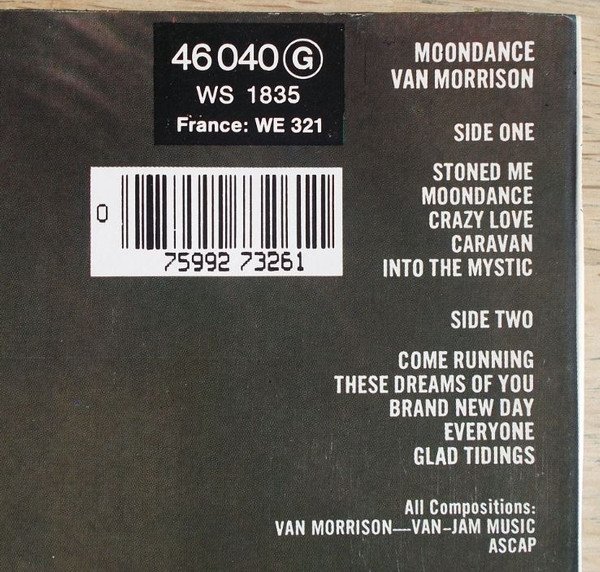 46 040 Ⓖ
WS 1835
France: WE 321
0
75992 73261
MOONDANCE
VAN MORRISON
SIDE ONE
STONED ME
MOONDANCE
CRAZY LOVE
CARAVAN
INTO THE MYSTIC
SIDE TWO
COME RUNNING
THESE DREAMS OF YOU
BRAND NEW DAY
EVERYONE
GLAD TIDINGS
All Compositions:
VAN MORRISON—VAN-JAM MUSIC
ASCAP